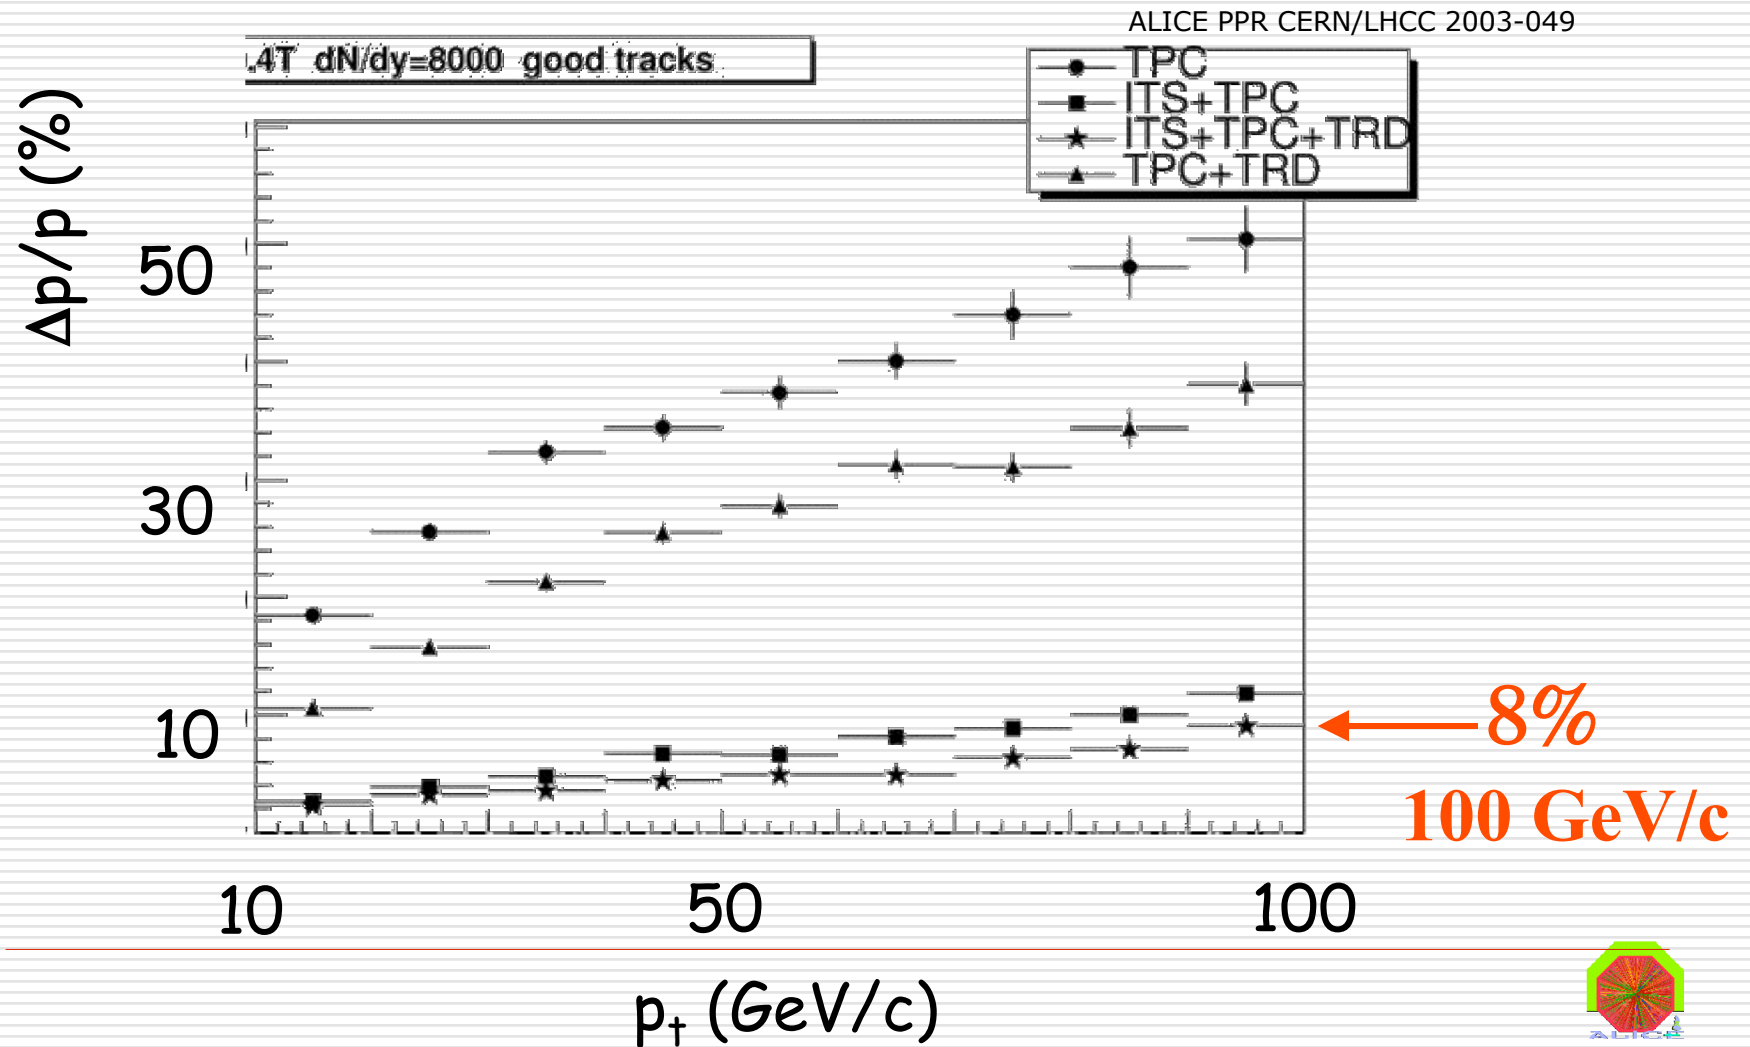 ALICE PPR CERN/LHCC 2003-049
.4T dN/dy=8000 good tracks
TPC
ITS+TPC
ITS+TPC+TRD
TPC+TRD
Δp/p (%)
50
30
10
8%
100 GeV/c
10 50 100
pt (GeV/c)
ALICE